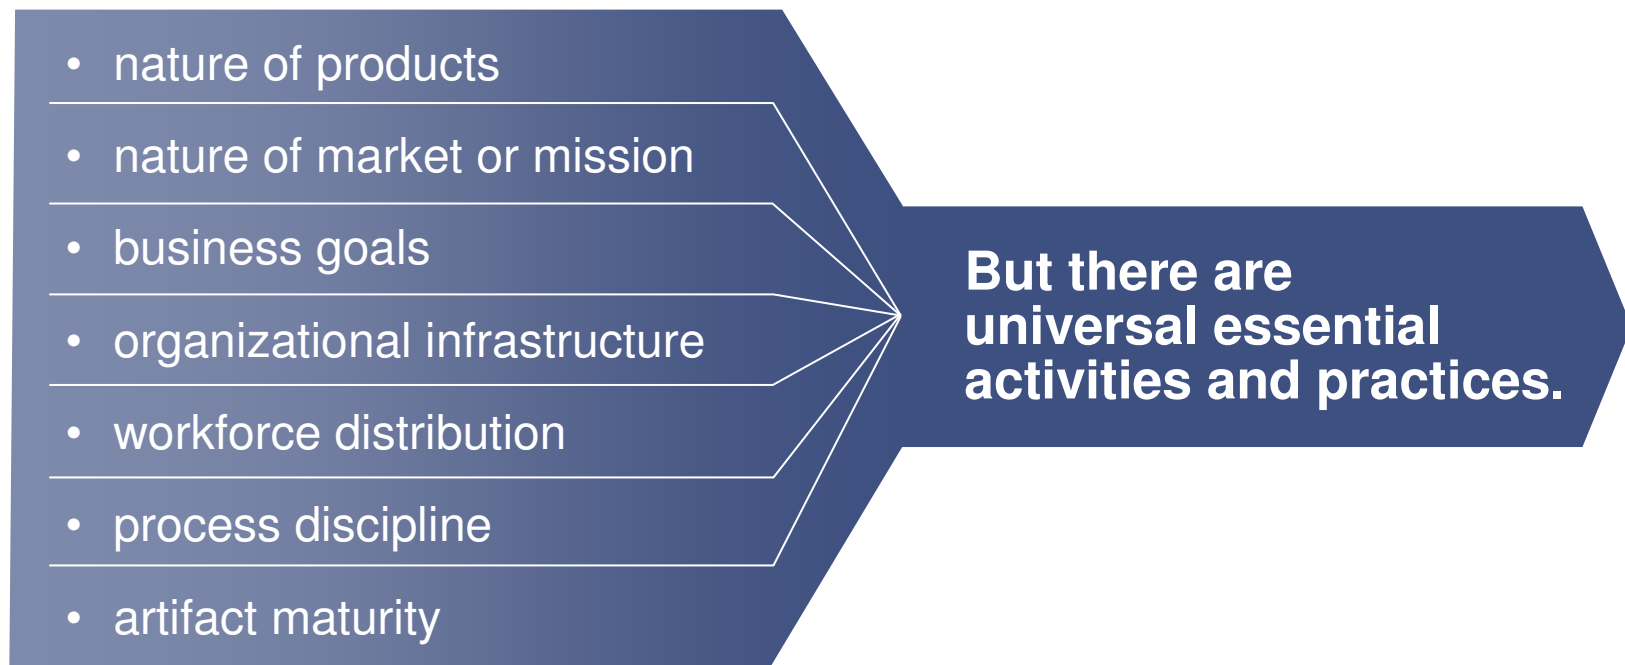 • nature of products
• nature of market or mission
• business goals
• organizational infrastructure
• workforce distribution
• process discipline
• artifact maturity
But there are
universal essential
activities and practices.